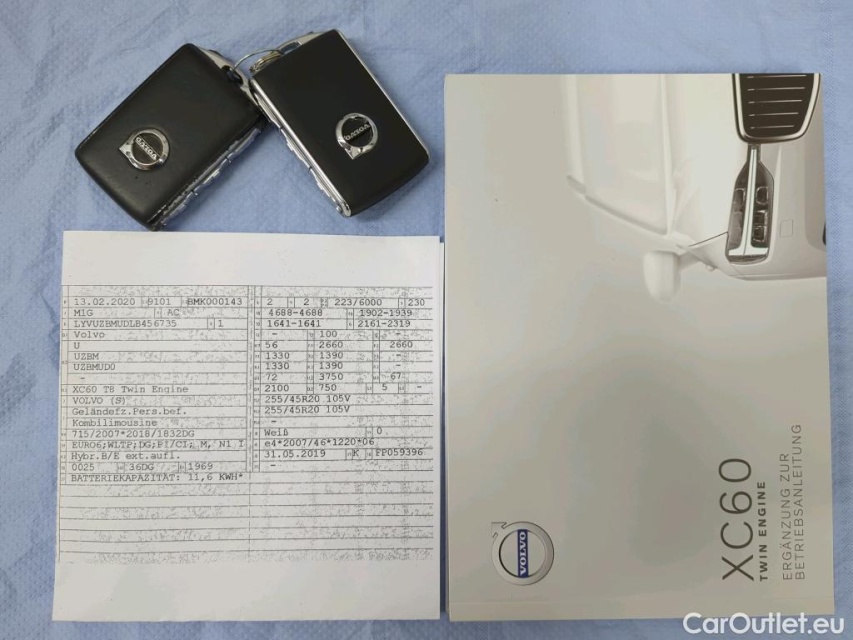 VOLVO
VOLVO
13.02.2020 9101 BMK000143
M1G AC
LYVUZBMUDLB456735 1
Volvo
U
UZBM
UZBMUD0
-
XC60 T8 Twin Engine
VOLVO (S)
Geländefz.Pers.bef.
Kombilimousine
715/2007*2018/1832DG
EURO6;WLTP;DG;PI/CI; M, N1 I
Hybr.B/E ext.aufl.
0025 36DG 1969
BATTERIEKAPAZITÄT: 11,6 KWH*
2 2 223/6000 230
4688-4688 1902-1939
1641-1641 2161-2319
- 100 -
56 2660 2660
1330 1390 -
1330 1390 -
72 3750 67
2100 750 5 -
255/45R20 105V
255/45R20 105V
-
Weiß 0
e4*2007/46*1220*06
31.05.2019 K FP059396
-
VOLVO
XC60
TWIN ENGINE
ERGÄNZUNG ZUR
BETRIEBSANLEITUNG
CarOutlet.eu